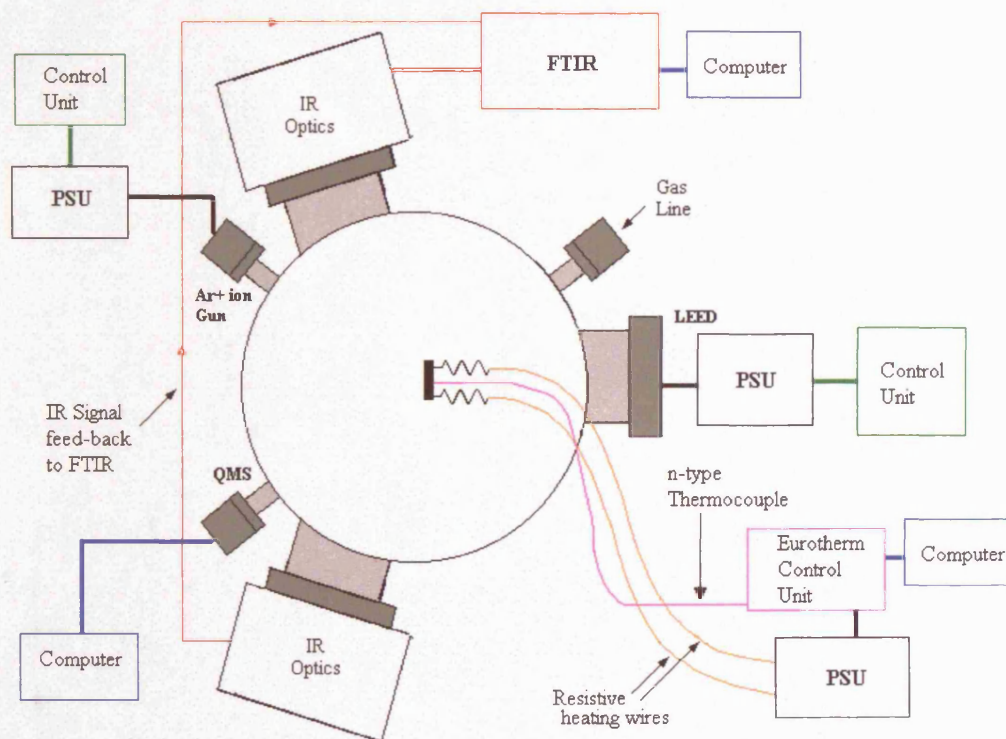 FTIR
Computer
Control
Unit
IR
Optics
PSU
Gas
Line
Ar+ ion
Gun
LEED
PSU
Control
Unit
IR Signal
feed-back
to FTIR
QMS
n-type
Thermocouple
Eurotherm
Control
Unit
Computer
Computer
IR
Optics
PSU
Resistive
heating wires